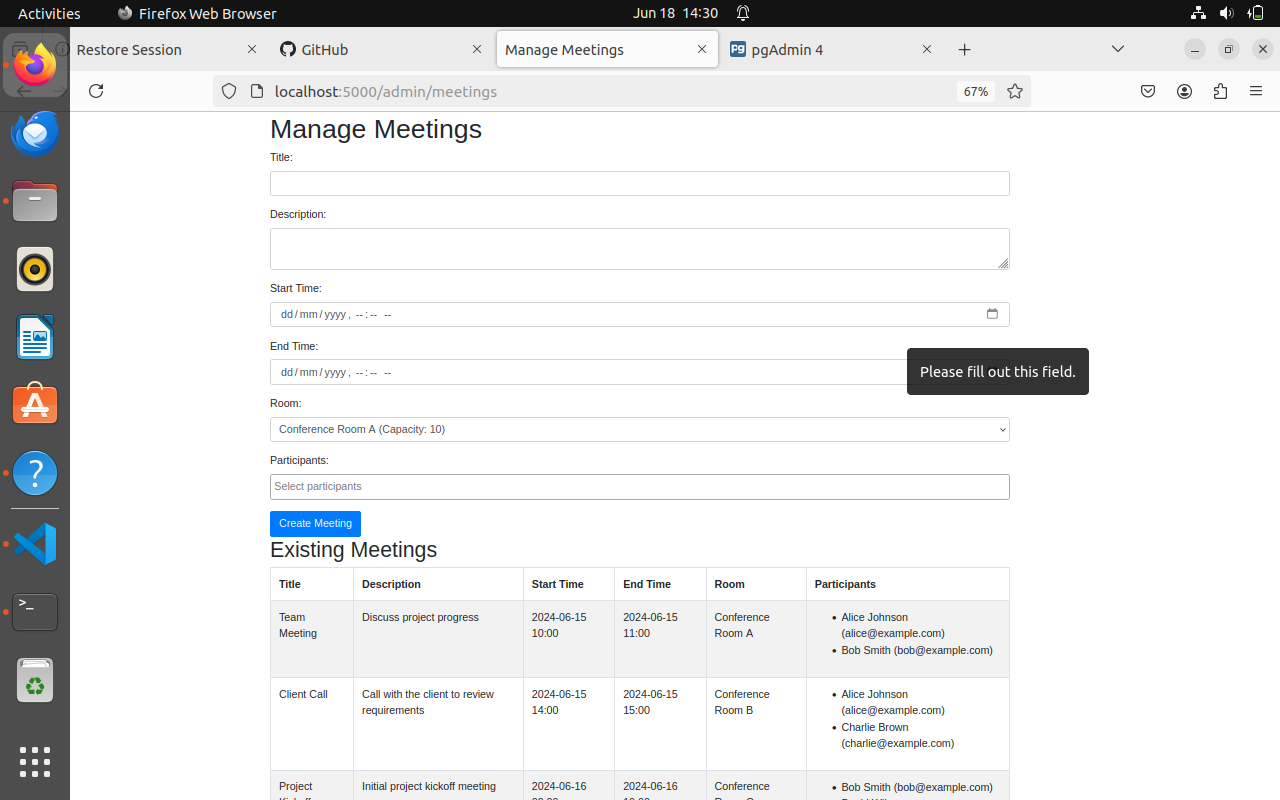 Activities
Firefox Web Browser
Jun 18 14:30
Restore Session
GitHub
Manage Meetings
pgAdmin 4
localhost:5000/admin/meetings
67%
Manage Meetings
Title:
Description:
Start Time:
dd/mm/yyyy, --:-- --
End Time:
dd/mm/yyyy, --:-- --
Please fill out this field.
Room:
Conference Room A (Capacity: 10)
Participants:
Select participants
Create Meeting
Existing Meetings
Title Description Start Time End Time Room Participants
Team Meeting
Discuss project progress
2024-06-15 10:00
2024-06-15 11:00
Conference Room A
Alice Johnson (alice@example.com)
Bob Smith (bob@example.com)
Client Call
Call with the client to review requirements
2024-06-15 14:00
2024-06-15 15:00
Conference Room B
Alice Johnson (alice@example.com)
Charlie Brown (charlie@example.com)
Project
Initial project kickoff meeting
2024-06-16
2024-06-16
Conference
Bob Smith (bob@example.com)